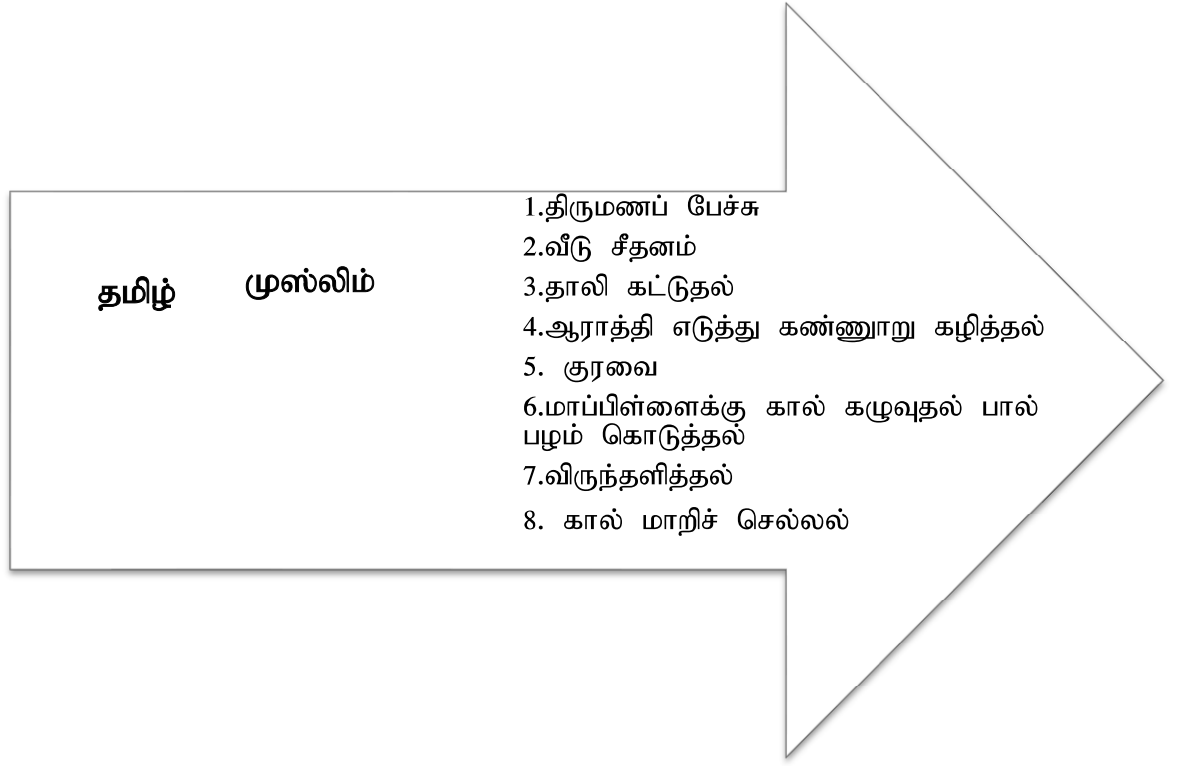 தமிழ்
முஸ்லிம்
1.திருமணப் பேச்சு
2.வீடு சீதனம்
3.தாலி கட்டுதல்
4.ஆராத்தி எடுத்து கண்ணூறு கழித்தல்
5. குரவை
6.மாப்பிள்ளைக்கு கால் கழுவுதல் பால்
பழம் கொடுத்தல்
7.விருந்தளித்தல்
8. கால் மாறிச் செல்லல்